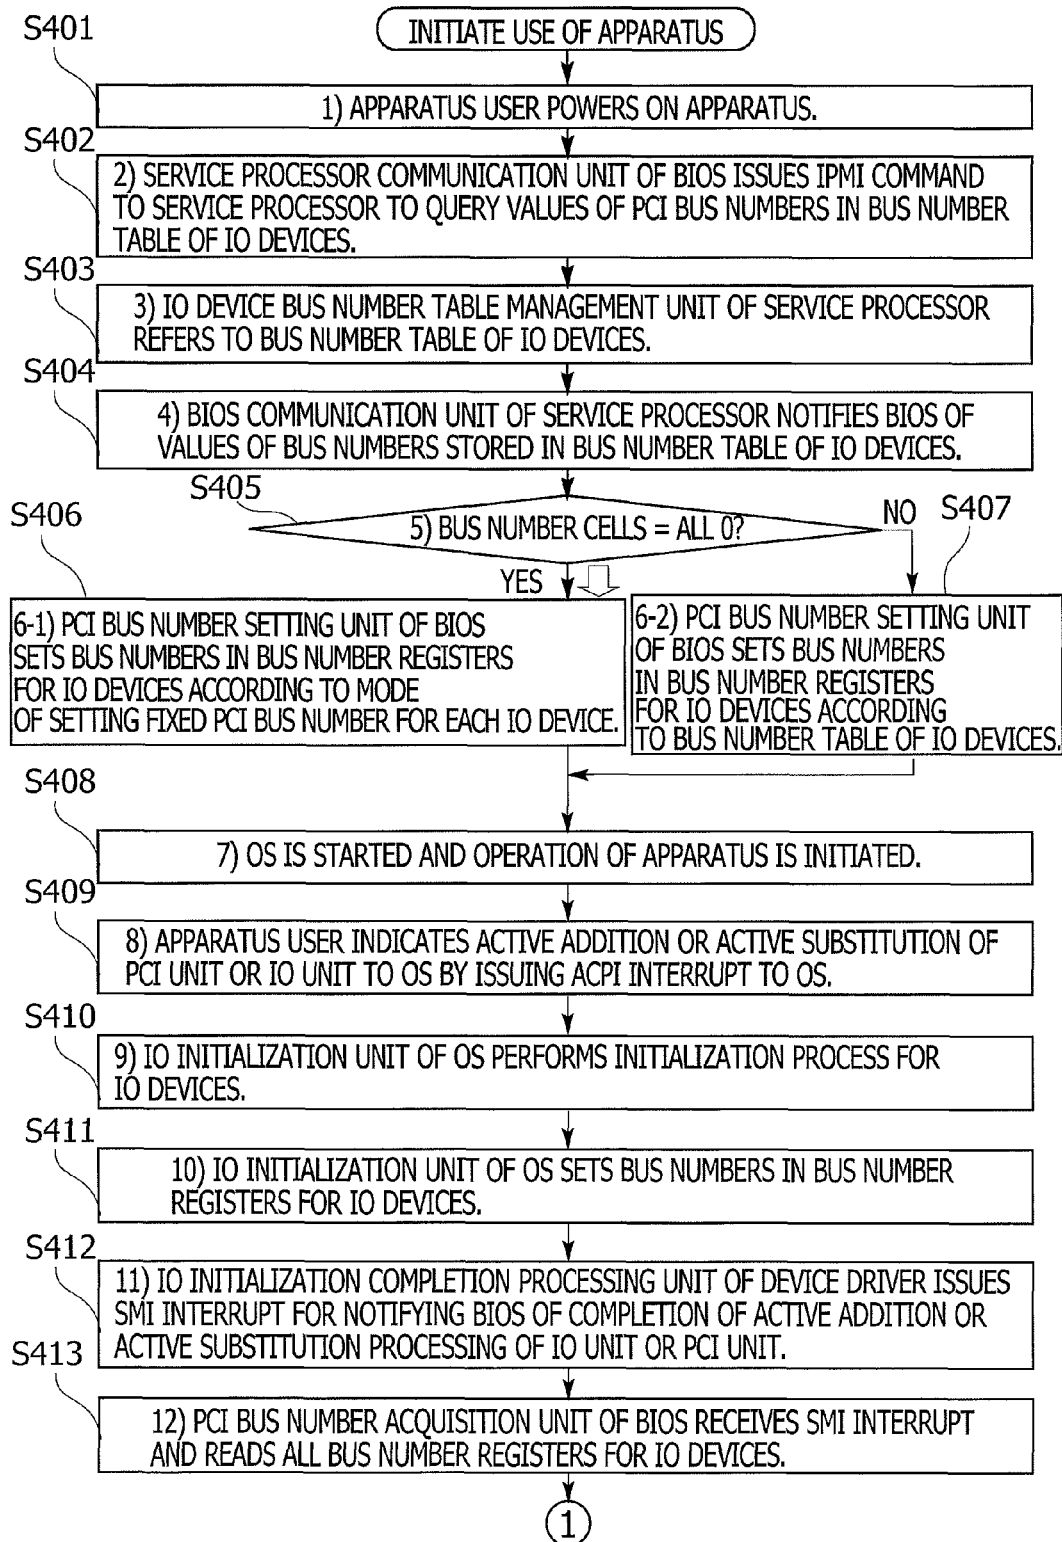 S401
INITIATE USE OF APPARATUS
1) APPARATUS USER POWERS ON APPARATUS.
S402
2) SERVICE PROCESSOR COMMUNICATION UNIT OF BIOS ISSUES IPMI COMMAND
TO SERVICE PROCESSOR TO QUERY VALUES OF PCI BUS NUMBERS IN BUS NUMBER
TABLE OF IO DEVICES.
S403
3) IO DEVICE BUS NUMBER TABLE MANAGEMENT UNIT OF SERVICE PROCESSOR
REFERS TO BUS NUMBER TABLE OF IO DEVICES.
S404
4) BIOS COMMUNICATION UNIT OF SERVICE PROCESSOR NOTIFIES BIOS OF
VALUES OF BUS NUMBERS STORED IN BUS NUMBER TABLE OF IO DEVICES.
S405
5) BUS NUMBER CELLS = ALL 0?
NO
YES
S406
6-1) PCI BUS NUMBER SETTING UNIT OF BIOS
SETS BUS NUMBERS IN BUS NUMBER REGISTERS
FOR IO DEVICES ACCORDING TO MODE
OF SETTING FIXED PCI BUS NUMBER FOR EACH IO DEVICE.
S407
6-2) PCI BUS NUMBER SETTING UNIT
OF BIOS SETS BUS NUMBERS
IN BUS NUMBER REGISTERS
FOR IO DEVICES ACCORDING
TO BUS NUMBER TABLE OF IO DEVICES.
S408
7) OS IS STARTED AND OPERATION OF APPARATUS IS INITIATED.
S409
8) APPARATUS USER INDICATES ACTIVE ADDITION OR ACTIVE SUBSTITUTION OF
PCI UNIT OR IO UNIT TO OS BY ISSUING ACPI INTERRUPT TO OS.
S410
9) IO INITIALIZATION UNIT OF OS PERFORMS INITIALIZATION PROCESS FOR
IO DEVICES.
S411
10) IO INITIALIZATION UNIT OF OS SETS BUS NUMBERS IN BUS NUMBER
REGISTERS FOR IO DEVICES.
S412
11) IO INITIALIZATION COMPLETION PROCESSING UNIT OF DEVICE DRIVER ISSUES
SMI INTERRUPT FOR NOTIFYING BIOS OF COMPLETION OF ACTIVE ADDITION OR
ACTIVE SUBSTITUTION PROCESSING OF IO UNIT OR PCI UNIT.
S413
12) PCI BUS NUMBER ACQUISITION UNIT OF BIOS RECEIVES SMI INTERRUPT
AND READS ALL BUS NUMBER REGISTERS FOR IO DEVICES.
1